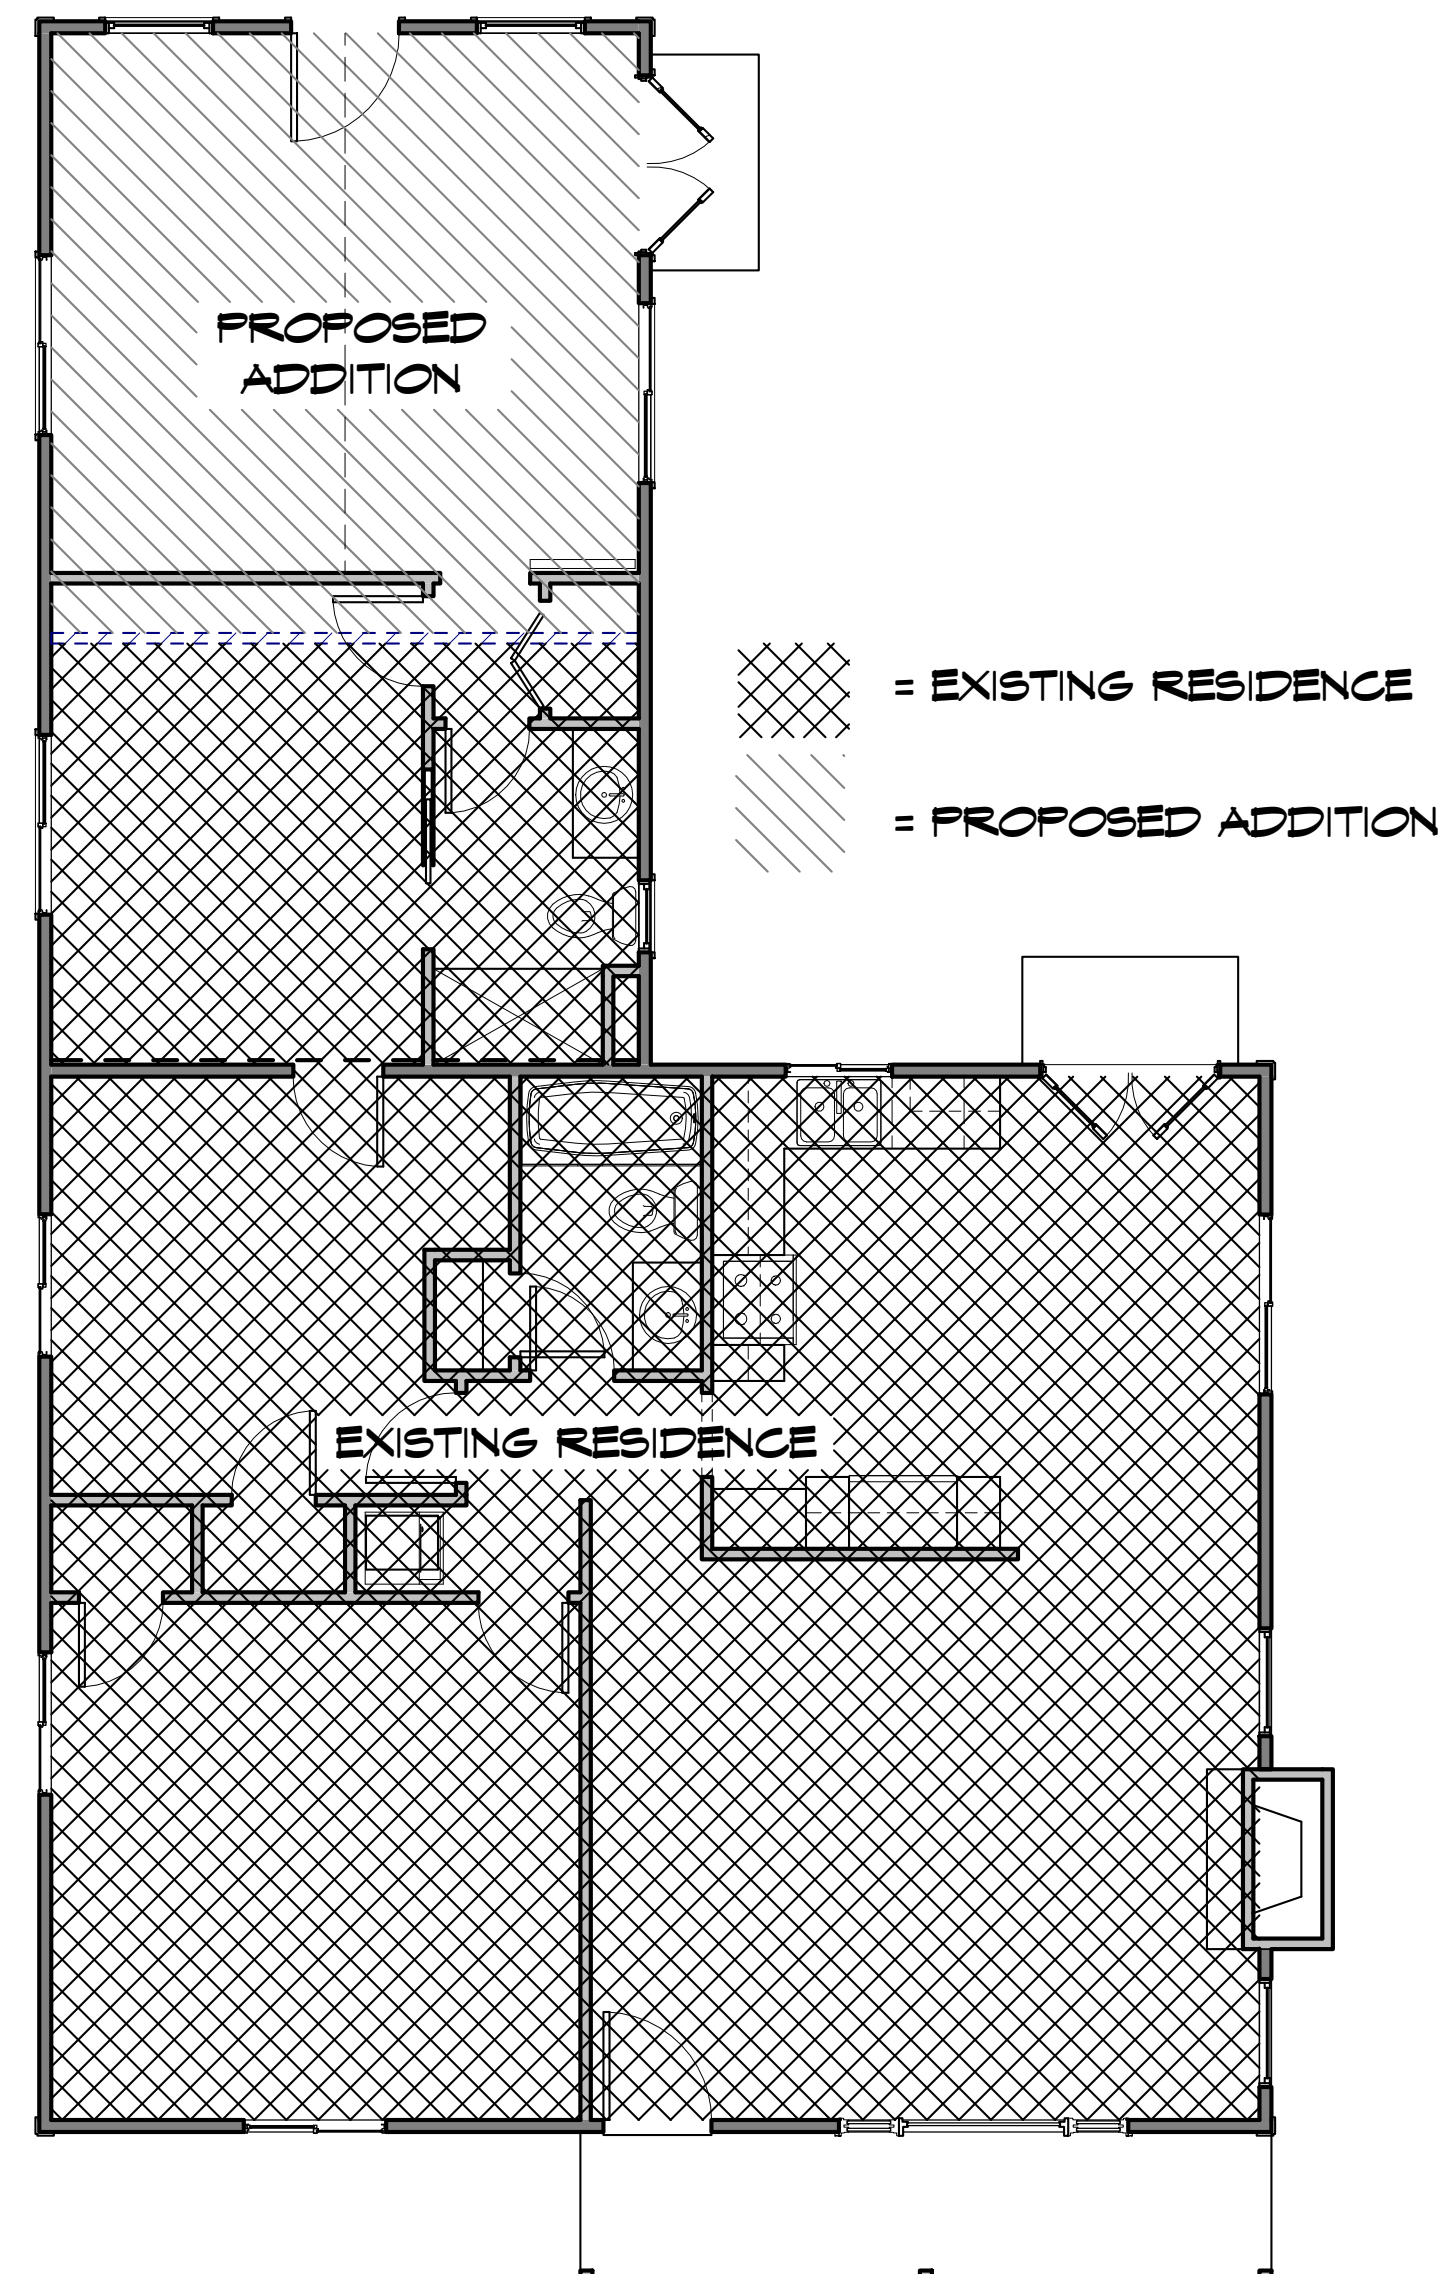 PROPOSED
ADDITION
= EXISTING RESIDENCE
= PROPOSED ADDITION
EXISTING RESIDENCE